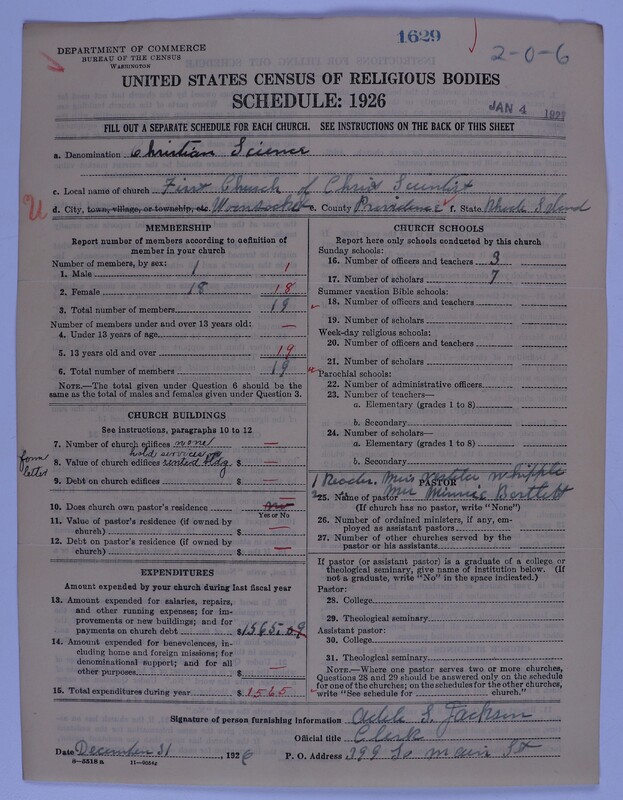 1629
DEPARTMENT OF COMMERCE
BUREAU OF THE CENSUS
WASHINGTON
2-0-6
UNITED STATES CENSUS OF RELIGIOUS BODIES
SCHEDULE: 1926
JAN 4 192
FILL OUT A SEPARATE SCHEDULE FOR EACH CHURCH. SEE INSTRUCTIONS ON THE BACK OF THIS SHEET
a. Denomination Christian Science
c. Local name of church First Church of Christ Scientist
U d. City, town, village, or township, etc. Woonsocket e. County Providence f. State Rhode Island
MEMBERSHIP
Report number of members according to definition of
member in your church
Number of members, by sex:
1. Male 1 1
2. Female 18 18
3. Total number of members 19
Number of members under and over 13 years old:
4. Under 13 years of age —
5. 13 years old and over 19
6. Total number of members 19
NOTE.—The total given under Question 6 should be the
same as the total of males and females given under Question 3.
CHURCH BUILDINGS
See instructions, paragraphs 10 to 12
7. Number of church edifices none —
hold services in
form letter
8. Value of church edifices rented bldg. $ —
9. Debt on church edifices $ —
10. Does church own pastor's residence no
Yes or No
11. Value of pastor's residence (if owned by
church) $ —
12. Debt on pastor's residence (if owned by
church) $ —
EXPENDITURES
Amount expended by your church during last fiscal year
13. Amount expended for salaries, repairs,
and other running expenses; for im-
provements or new buildings; and for
payments on church debt $1565.09
14. Amount expended for benevolences, in-
cluding home and foreign missions; for
denominational support; and for all
other purposes $ —
15. Total expenditures during year $ 1565
CHURCH SCHOOLS
Report here only schools conducted by this church
Sunday schools:
16. Number of officers and teachers 3
17. Number of scholars 7
Summer vacation Bible schools:
18. Number of officers and teachers
19. Number of scholars
Week-day religious schools:
20. Number of officers and teachers
21. Number of scholars
Parochial schools:
22. Number of administrative officers
23. Number of teachers—
a. Elementary (grades 1 to 8)
b. Secondary
24. Number of scholars—
a. Elementary (grades 1 to 8)
b. Secondary
1 Reader. Whipple
PASTOR
2 25. Name of pastor Minnie Bartlett
(If church has no pastor, write "None")
26. Number of ordained ministers, if any, em-
ployed as assistant pastors
27. Number of other churches served by the
pastor or his assistants
If pastor (or assistant pastor) is a graduate of a college or
theological seminary, give name of institution below. (If
not a graduate, write "No" in the space indicated.)
Pastor:
28. College
29. Theological seminary
Assistant pastor:
30. College
31. Theological seminary
NOTE.—Where one pastor serves two or more churches,
Questions 28 and 29 should be answered only on the schedule
for one of the churches; on the schedules for the other churches,
write "See schedule for church."
Signature of person furnishing information Adele S. Jackson
Official title Clerk
Date December 31, 1926 P. O. Address 399 So Main St
8-5518 a